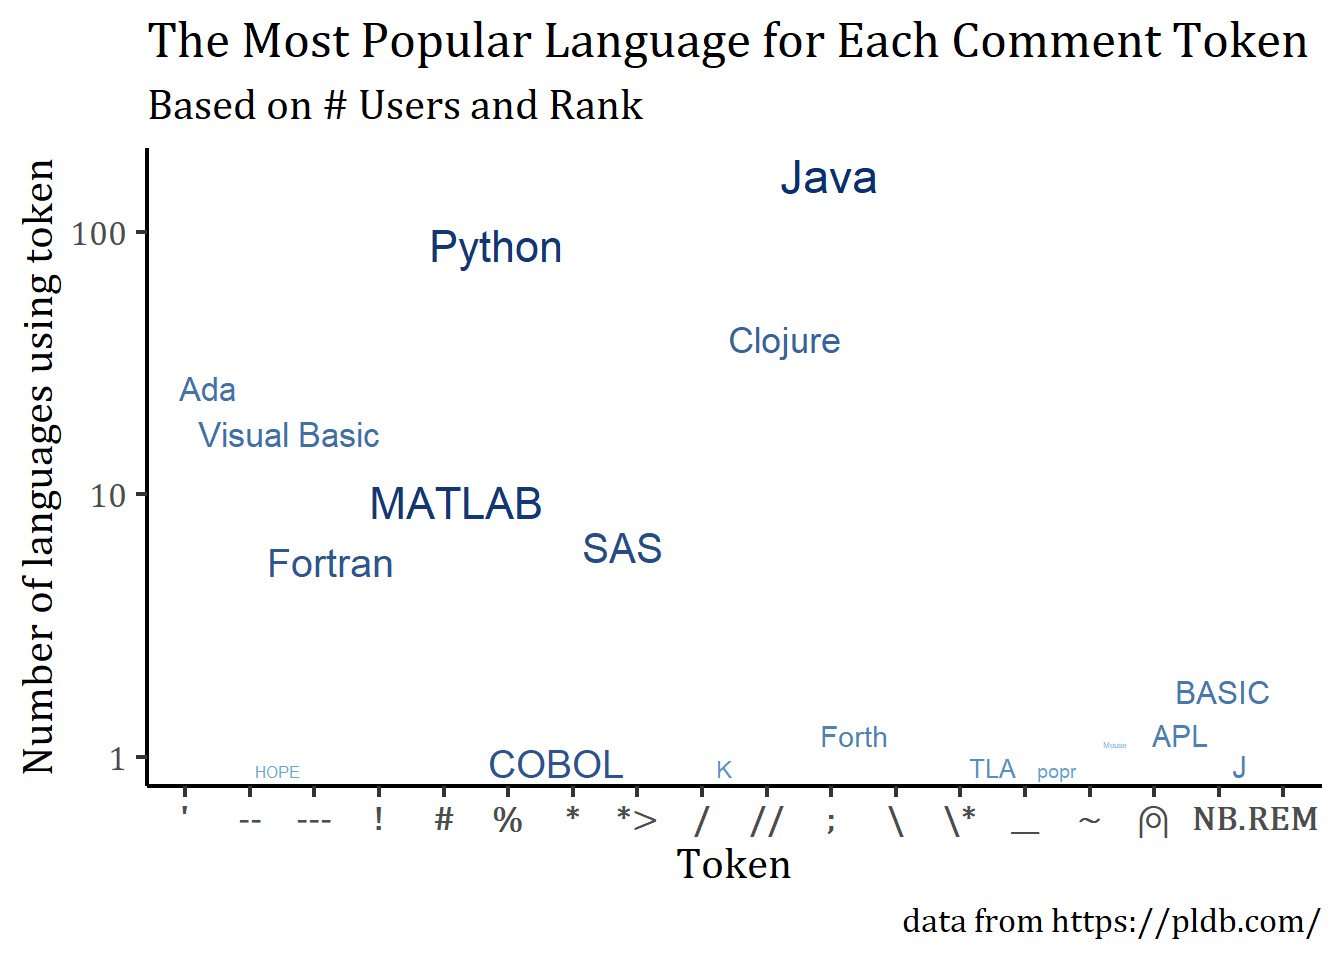 The Most Popular Language for Each Comment Token
Based on # Users and Rank
Number of languages using token
100
10
1
Java
Python
Clojure
Ada
Visual Basic
MATLAB
SAS
Fortran
BASIC
Forth
Mouse
APL
HOPE
COBOL
K
TLA
popr
J
' -- --- ! # % * *> / // ; \ \* __ ~ ⍝ NB. REM
Token
data from https://pldb.com/